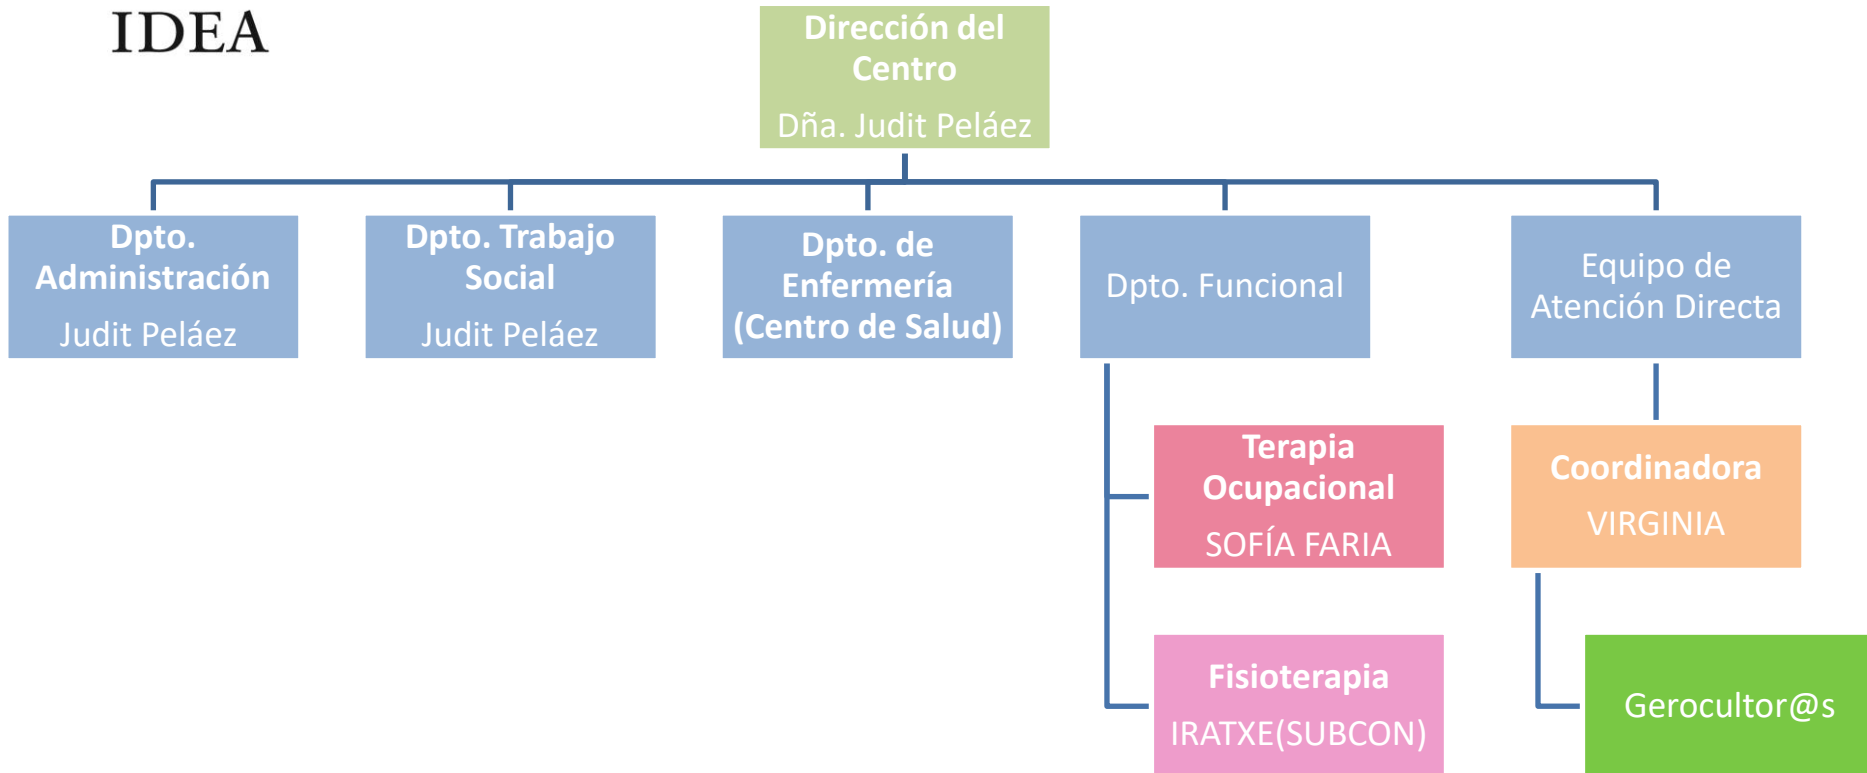 IDEA
Dirección del
Centro
Dña. Judit Peláez
Dpto.
Administración
Judit Peláez
Dpto. Trabajo
Social
Judit Peláez
Dpto. de
Enfermería
(Centro de Salud)
Dpto. Funcional
Equipo de
Atención Directa
Terapia
Ocupacional
SOFÍA FARIA
Coordinadora
VIRGINIA
Fisioterapia
IRATXE(SUBCON)
Gerocultor@s